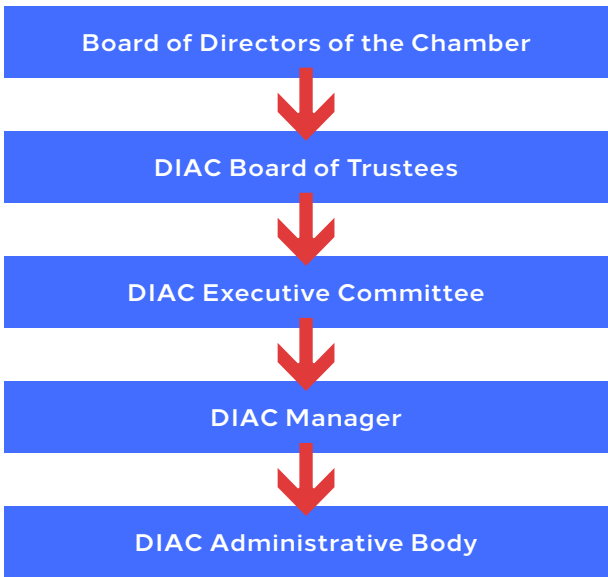 Board of Directors of the Chamber
DIAC Board of Trustees
DIAC Executive Committee
DIAC Manager
DIAC Administrative Body